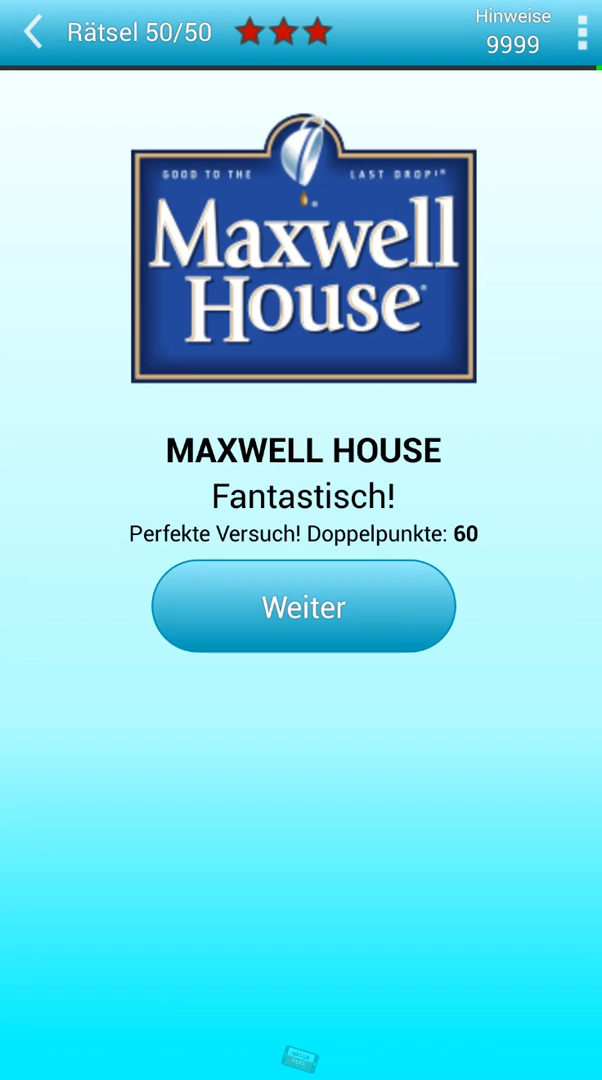 Rätsel 50/50
Hinweise
9999
GOOD TO THE LAST DROP!®
Maxwell
House®
MAXWELL HOUSE
Fantastisch!
Perfekte Versuch! Doppelpunkte: 60
Weiter